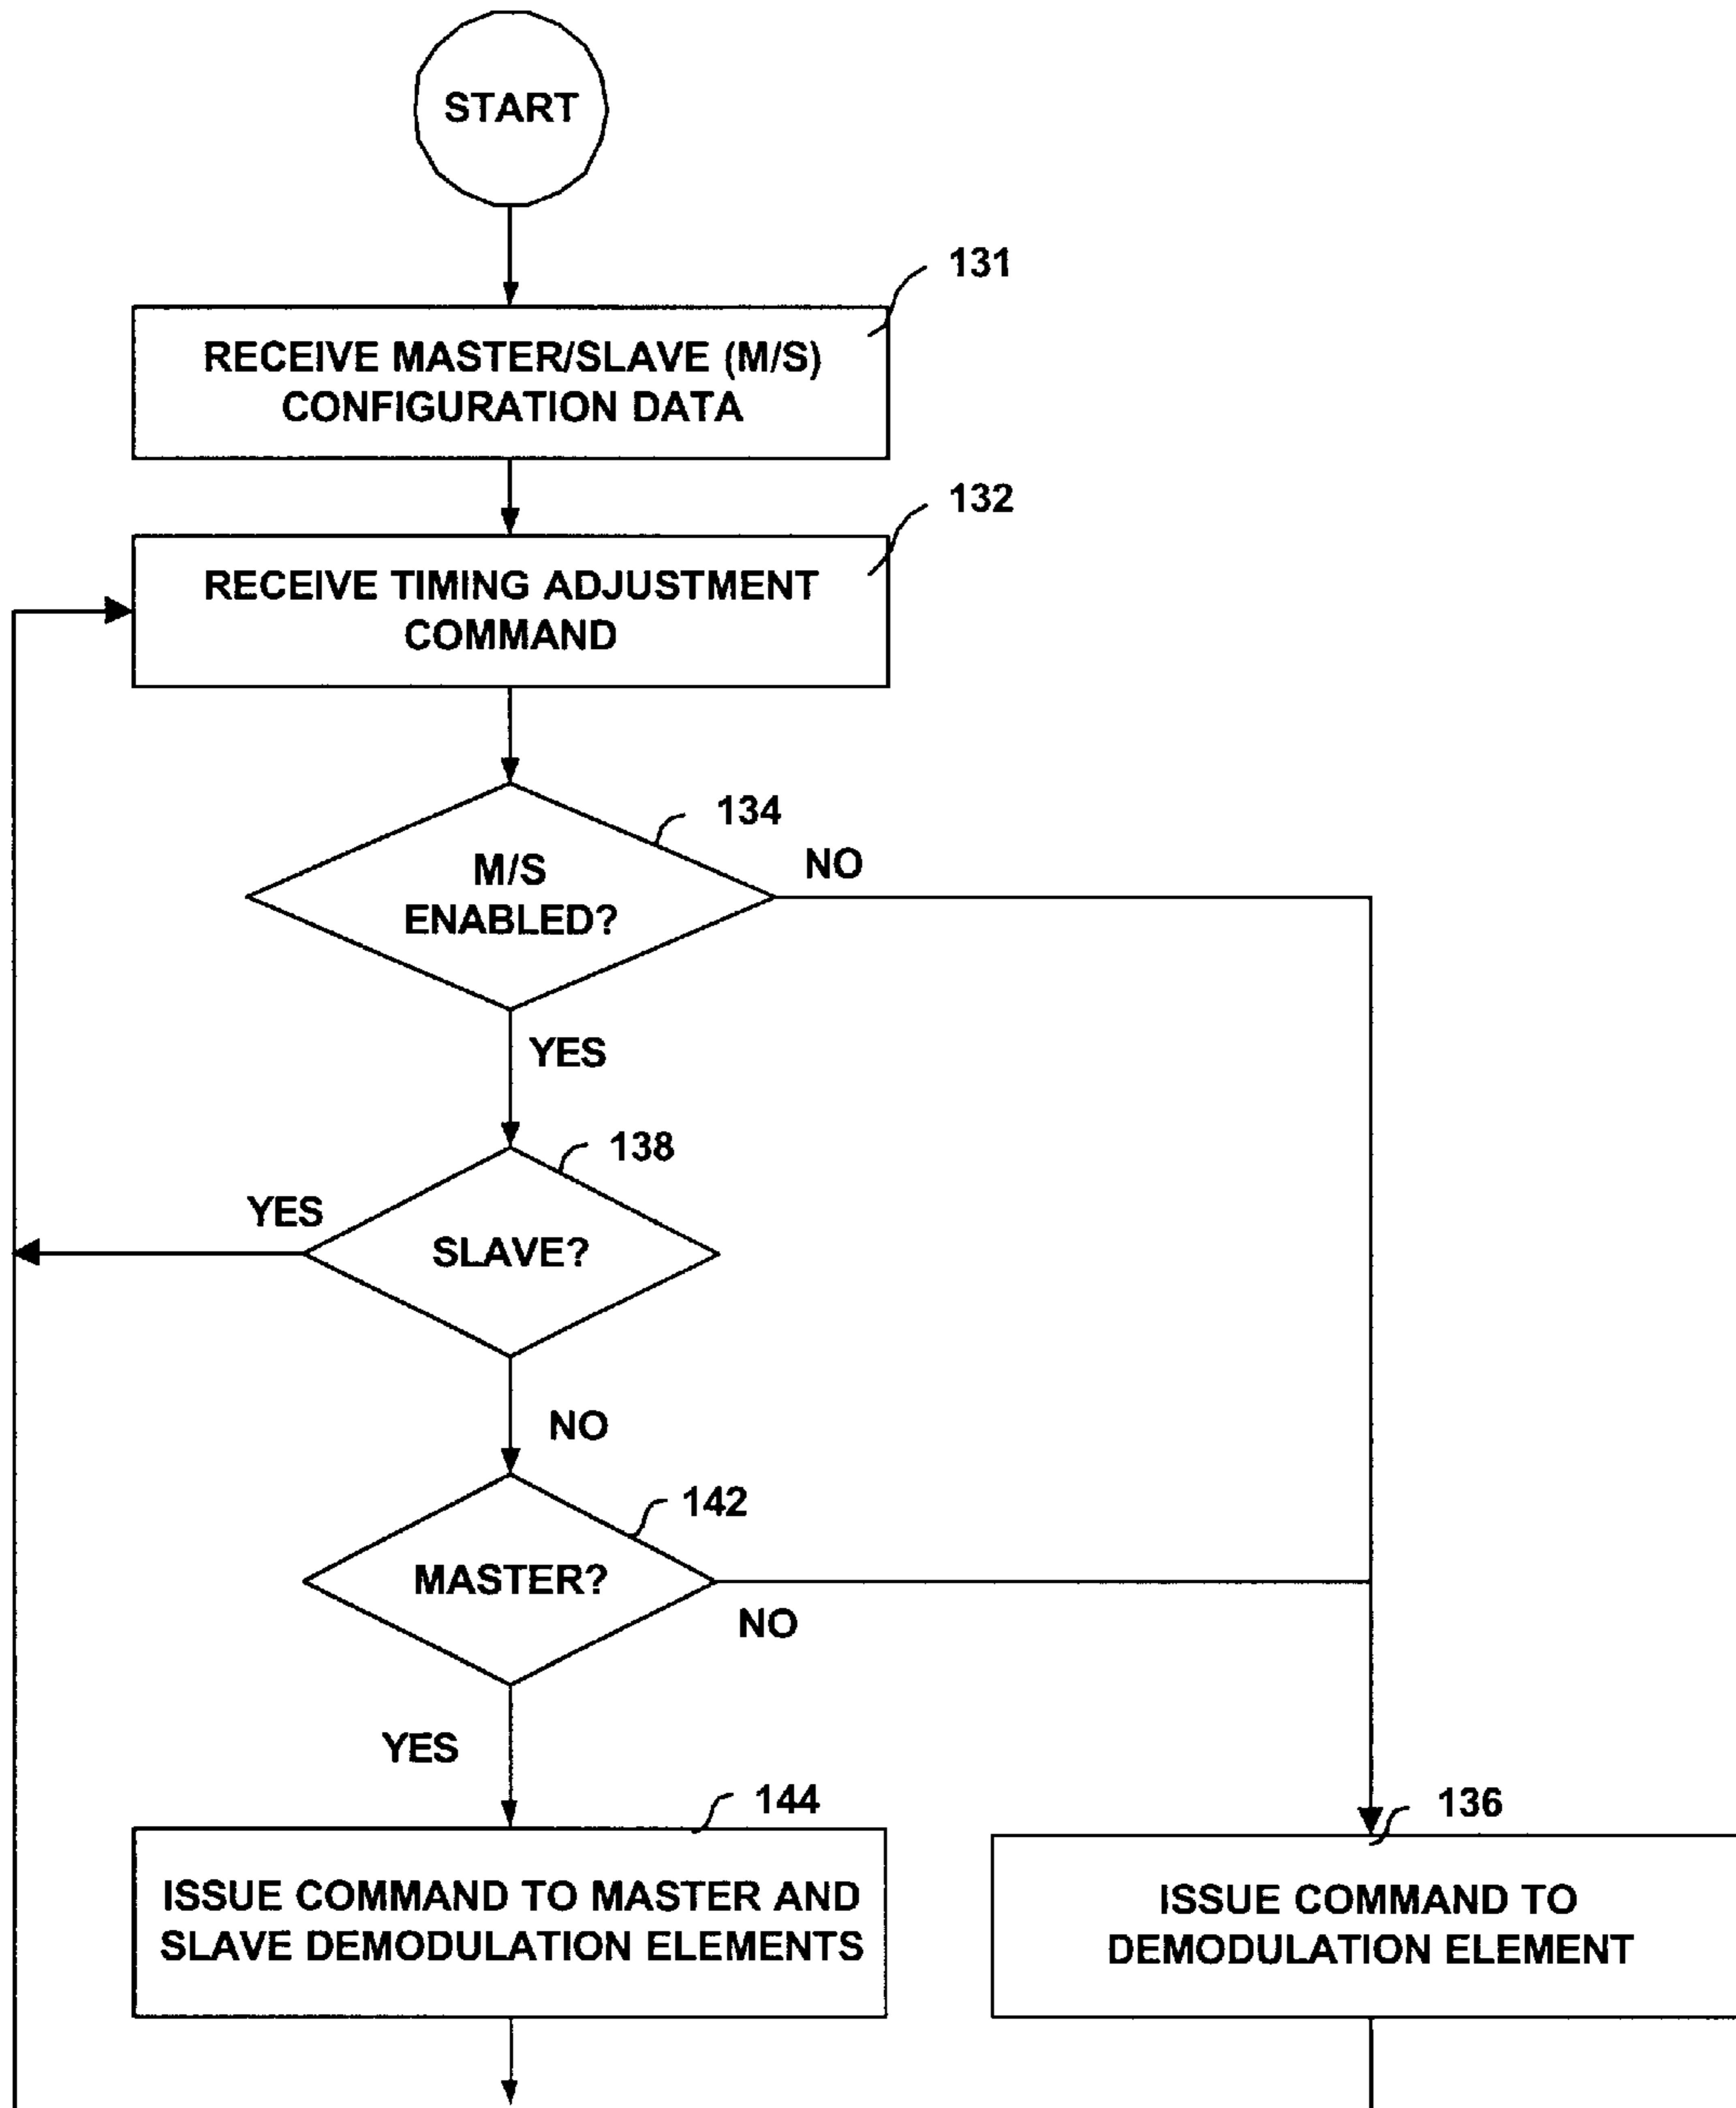 START
131
RECEIVE MASTER/SLAVE (M/S)
CONFIGURATION DATA
132
RECEIVE TIMING ADJUSTMENT
COMMAND
134
M/S
ENABLED?
NO
YES
138
YES
SLAVE?
NO
142
MASTER?
NO
YES
144
ISSUE COMMAND TO MASTER AND
SLAVE DEMODULATION ELEMENTS
136
ISSUE COMMAND TO
DEMODULATION ELEMENT